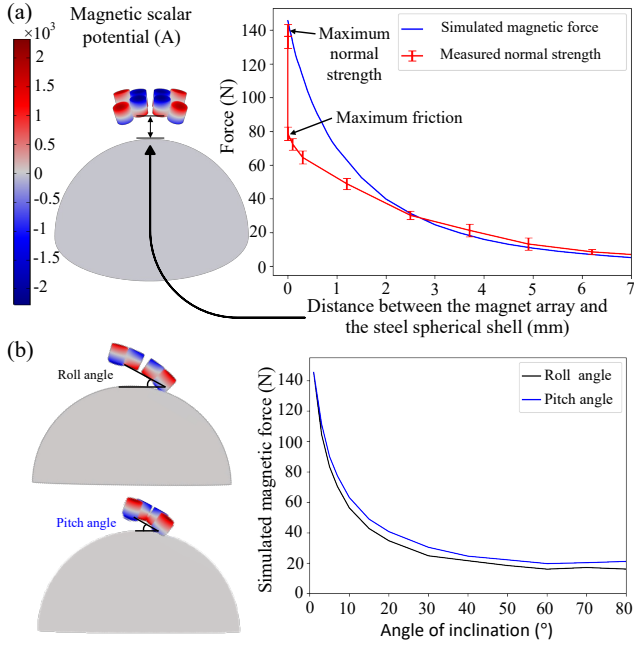 (a)
Magnetic scalar
potential (A)
×10³
2
1.5
1
0.5
0
−0.5
−1
−1.5
−2
Force (N)
140
120
100
80
60
40
20
0
Maximum
normal
strength
Simulated magnetic force
Measured normal strength
Maximum friction
0 1 2 3 4 5 6 7
Distance between the magnet array and
the steel spherical shell (mm)
(b)
Roll angle
Pitch angle
Simulated magnetic force (N)
140
120
100
80
60
40
20
0
Roll angle
Pitch angle
0 10 20 30 40 50 60 70 80
Angle of inclination (°)